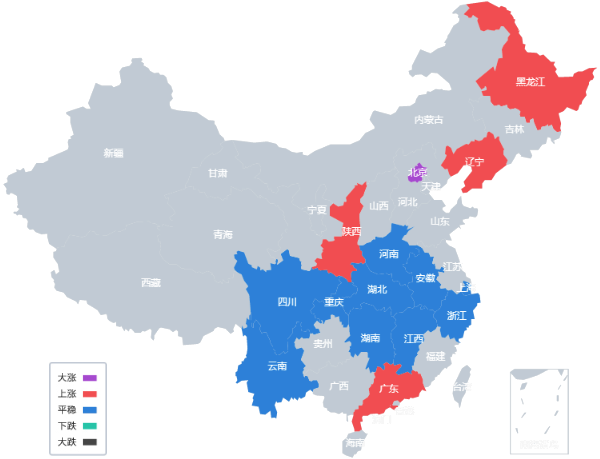 黑龙江
内蒙古
吉林
新疆
辽宁
甘肃
北京
天津
宁夏
山西
河北
山东
青海
陕西
河南
江苏
西藏
安徽
上海
四川
重庆
湖北
浙江
湖南
江西
贵州
福建
云南
广西
广东
台湾
海南
大涨
上涨
平稳
下跌
大跌